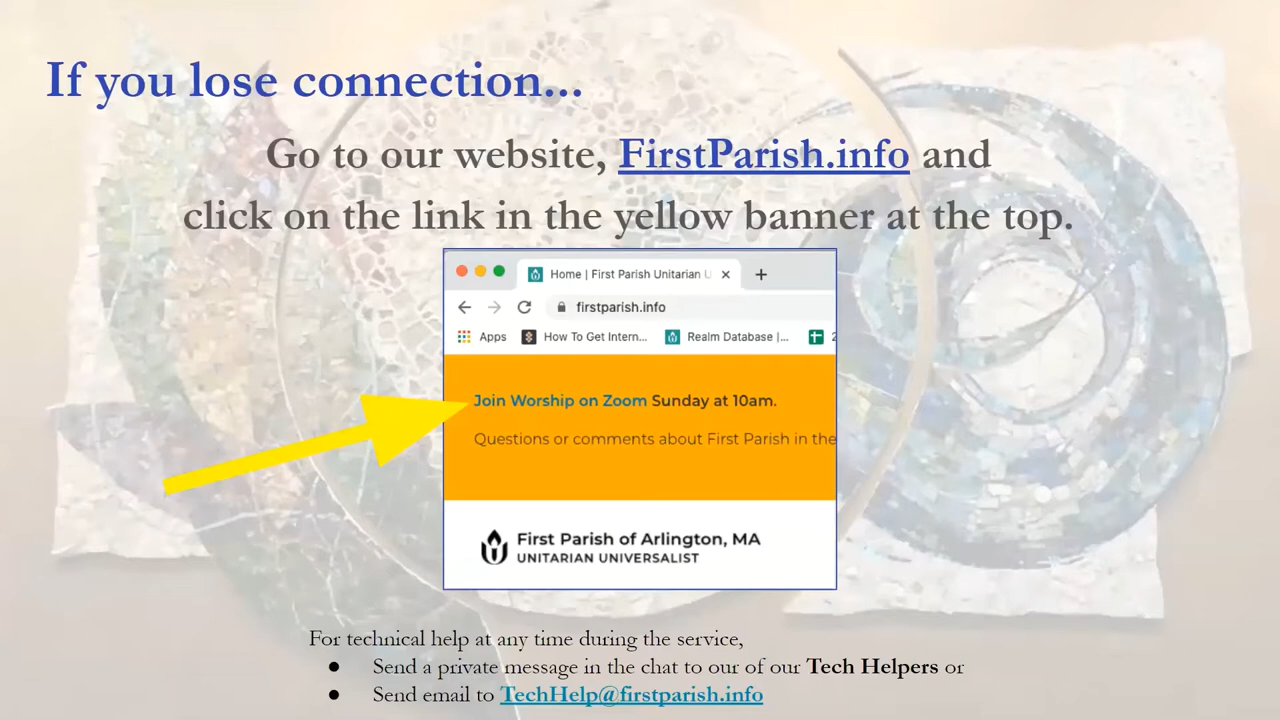 If you lose connection...
Go to our website, FirstParish.info and
click on the link in the yellow banner at the top.
Home | First Parish Unitarian U
firstparish.info
Apps How To Get Intern... Realm Database |... 2
Join Worship on Zoom Sunday at 10am.
Questions or comments about First Parish in the
First Parish of Arlington, MA
UNITARIAN UNIVERSALIST
For technical help at any time during the service,
● Send a private message in the chat to our of our Tech Helpers or
● Send email to TechHelp@firstparish.info